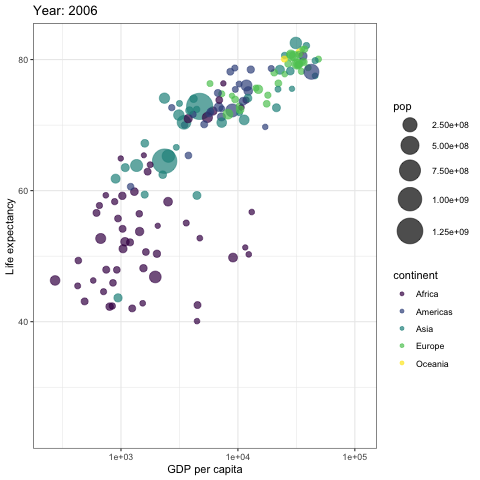 Year: 2006
80
60
40
Life expectancy
1e+03 1e+04 1e+05
GDP per capita
pop
2.50e+08
5.00e+08
7.50e+08
1.00e+09
1.25e+09
continent
Africa
Americas
Asia
Europe
Oceania